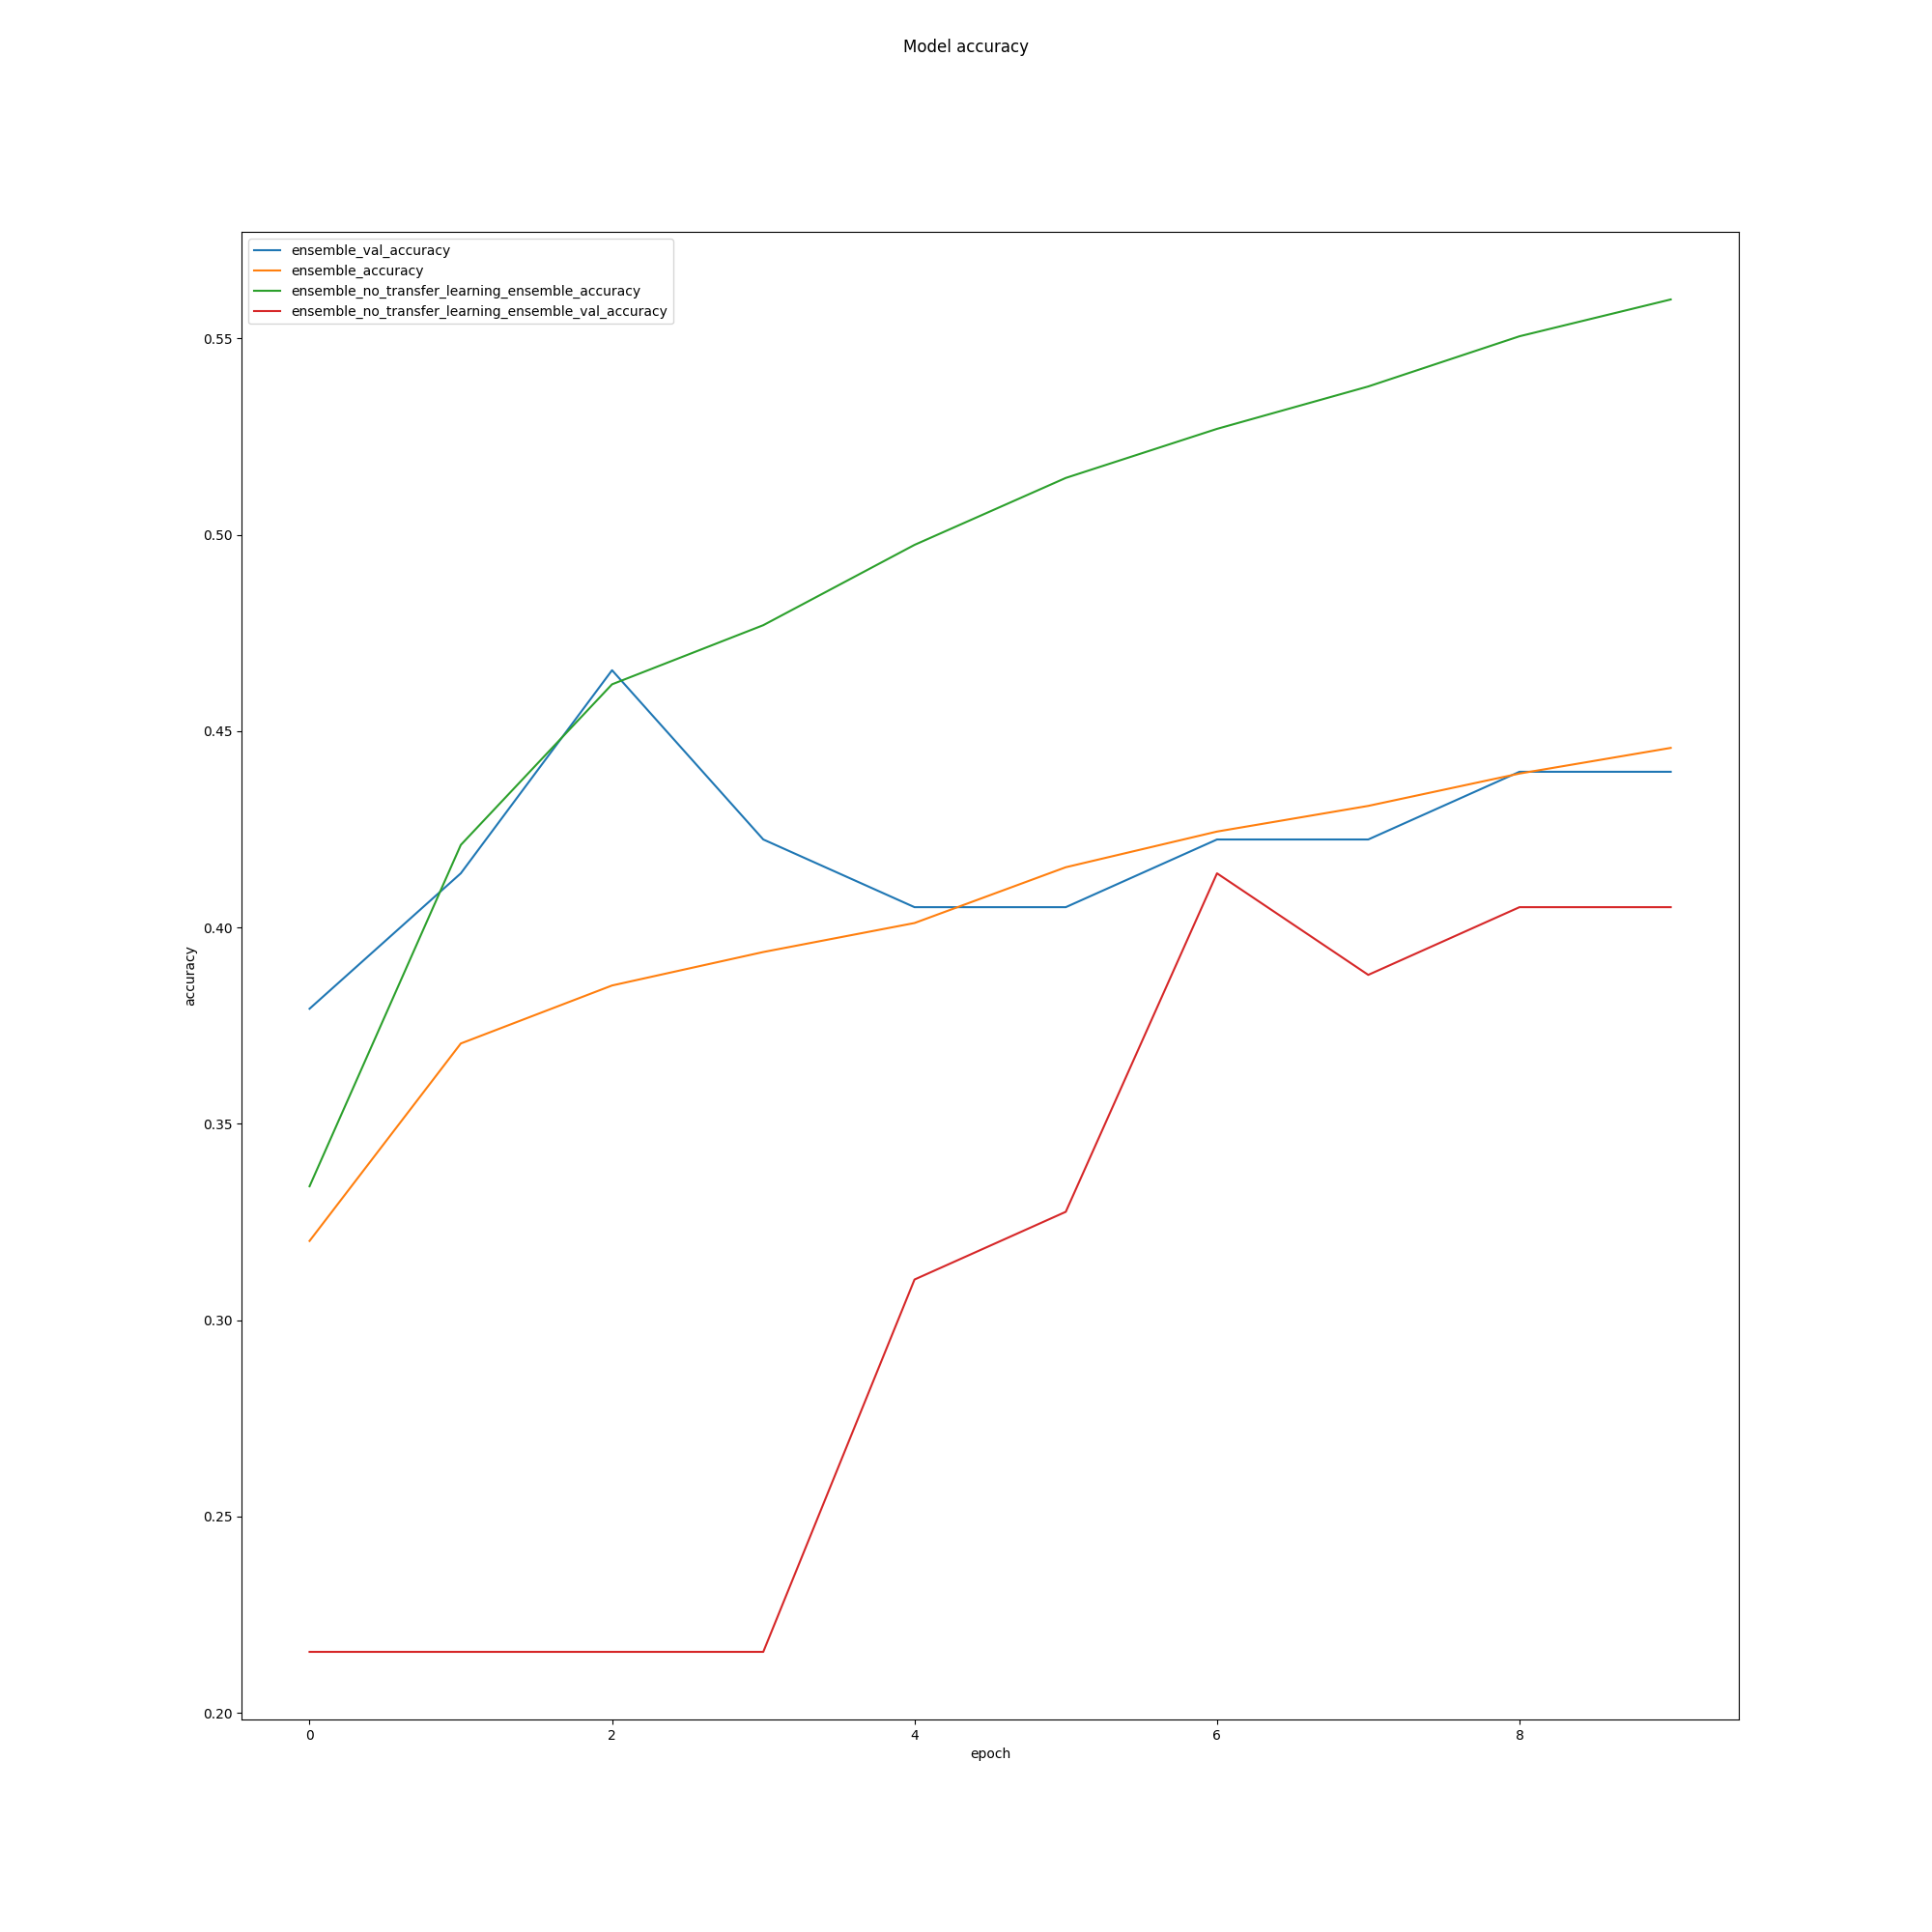 Model accuracy
ensemble_val_accuracy
ensemble_accuracy
ensemble_no_transfer_learning_ensemble_accuracy
ensemble_no_transfer_learning_ensemble_val_accuracy
0.55
0.50
0.45
0.40
0.35
0.30
0.25
0.20
accuracy
0 2 4 6 8
epoch